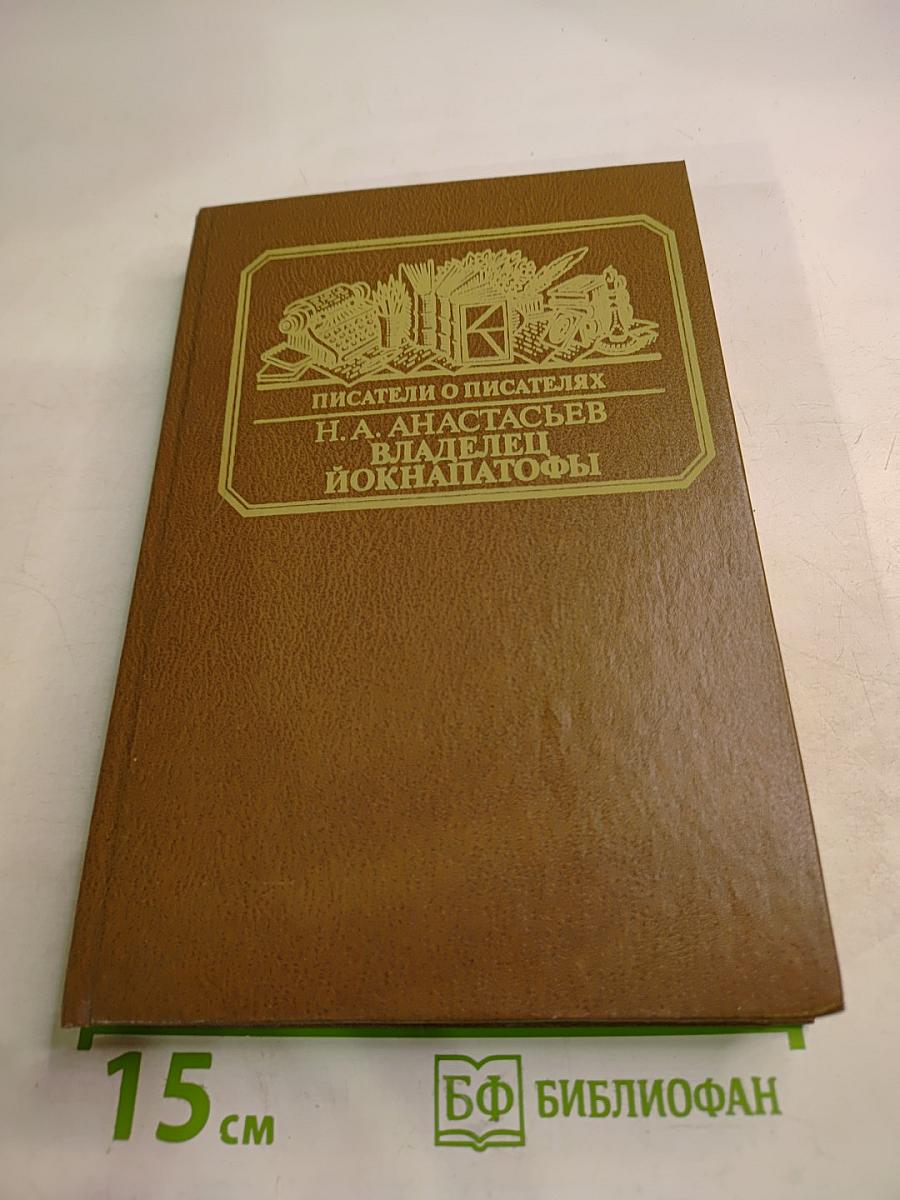 ПИСАТЕЛИ О ПИСАТЕЛЯХ
Н. А. АНАСТАСЬЕВ
ВЛАДЕЛЕЦ
ЙОКНАПАТОФЫ
15 см
БФ БИБЛИОФАН